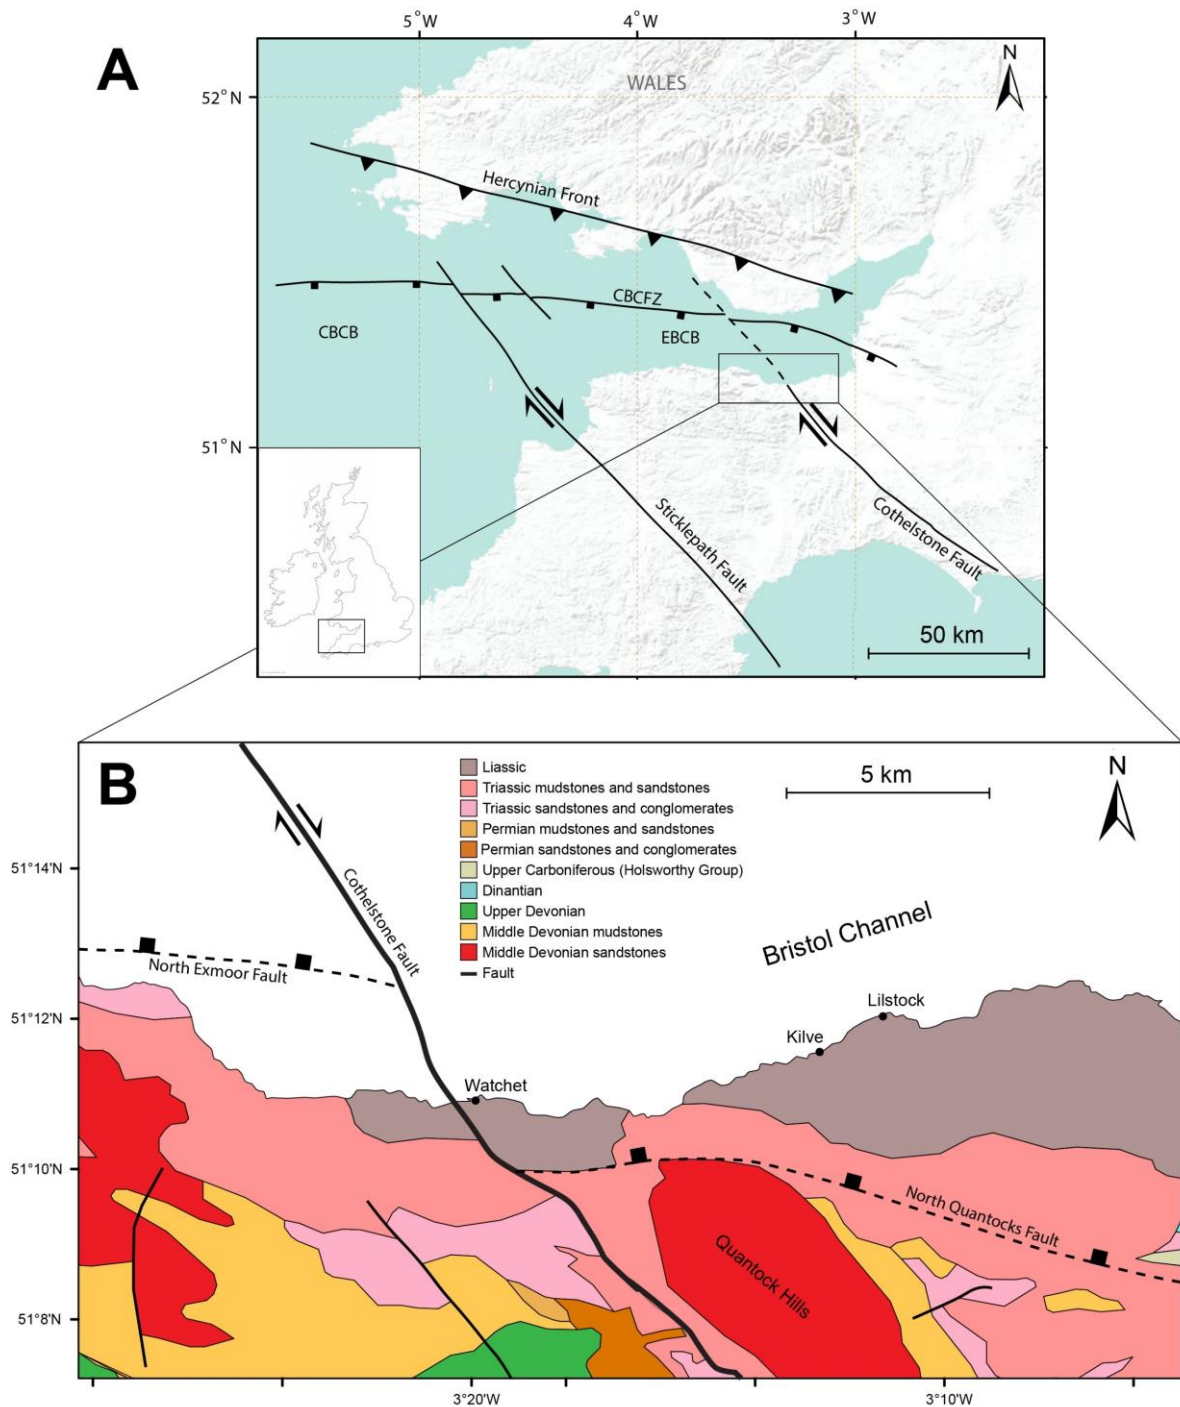 A
5°W
4°W
3°W
N
WALES
52°N
Hercynian Front
CBCFZ
CBCB
EBCB
51°N
Sticklepath Fault
Cothelstone Fault
50 km
B
Liassic
Triassic mudstones and sandstones
Triassic sandstones and conglomerates
Permian mudstones and sandstones
Permian sandstones and conglomerates
Upper Carboniferous (Holsworthy Group)
Dinantian
Upper Devonian
Middle Devonian mudstones
Middle Devonian sandstones
Fault
5 km
N
51°14'N
Cothelstone Fault
Bristol Channel
North Exmoor Fault
51°12'N
Lilstock
Kilve
Watchet
51°10'N
North Quantocks Fault
Quantock Hills
51°8'N
3°20'W
3°10'W